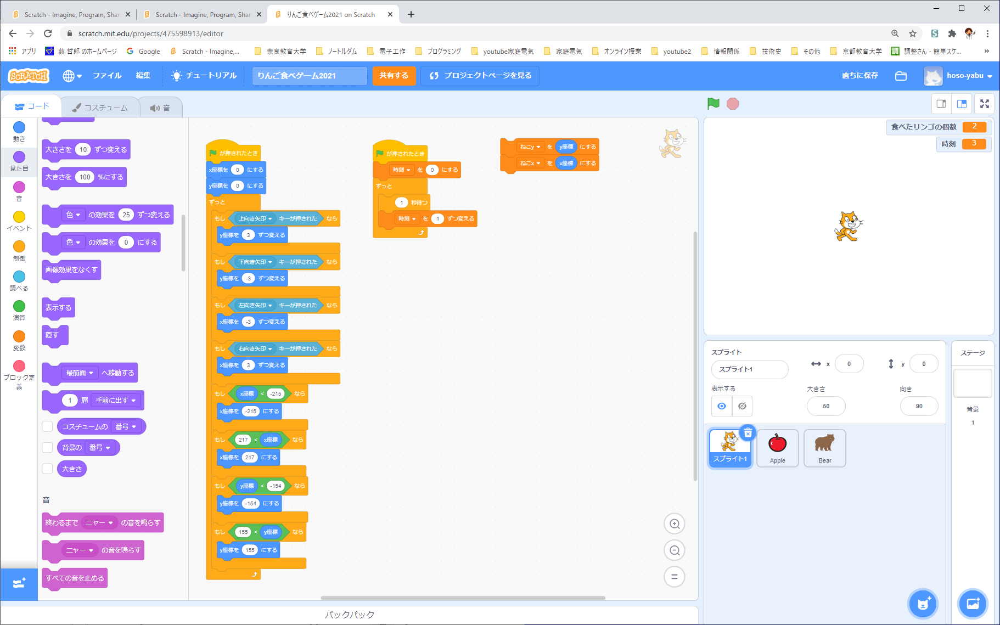 Scratch - Imagine, Program, Shar
Scratch - Imagine, Program, Shar
りんご食べゲーム2021 on Scratch
scratch.mit.edu/projects/475598913/editor
アプリ
薮 哲郎 のホームページ
Google
Scratch - Imagine,...
奈良教育大学
ノートルダム
電子工作
プログラミング
youtube家庭電気
家庭電気
オンライン授業
youtube2
情報関係
技術史
その他
京都教育大学
調整さん - 簡単スケ...
SCRATCH
ファイル
編集
チュートリアル
りんご食べゲーム2021
共有する
プロジェクトページを見る
直ちに保存
hoso-yabu
コード
コスチューム
音
動き
見た目
音
イベント
制御
調べる
演算
変数
ブロック定
義
大きさを 10 ずつ変える
大きさを 100 %にする
色 の効果を 25 ずつ変える
色 の効果を 0 にする
画像効果をなくす
表示する
隠す
最前面 へ移動する
1 層 手前に出す
コスチュームの 番号
背景の 番号
大きさ
音
終わるまで ニャー の音を鳴らす
ニャー の音を鳴らす
すべての音を止める
が押されたとき
x座標を 0 にする
y座標を 0 にする
ずっと
もし 上向き矢印 キーが押された なら
y座標を 3 ずつ変える
もし 下向き矢印 キーが押された なら
y座標を -3 ずつ変える
もし 左向き矢印 キーが押された なら
x座標を -3 ずつ変える
もし 右向き矢印 キーが押された なら
x座標を 3 ずつ変える
もし x座標 < -215 なら
x座標を -215 にする
もし 217 < x座標 なら
x座標を 217 にする
もし y座標 < -154 なら
y座標を -154 にする
もし 155 < y座標 なら
y座標を 155 にする
が押されたとき
時刻 を 0 にする
ずっと
1 秒待つ
時刻 を 1 ずつ変える
ねこy を y座標 にする
ねこx を x座標 にする
食べたリンゴの個数 2
時刻 3
スプライト
スプライト1
x 0
y 0
表示する
大きさ
50
向き
90
スプライト1
Apple
Bear
ステージ
背景
1
バックパック